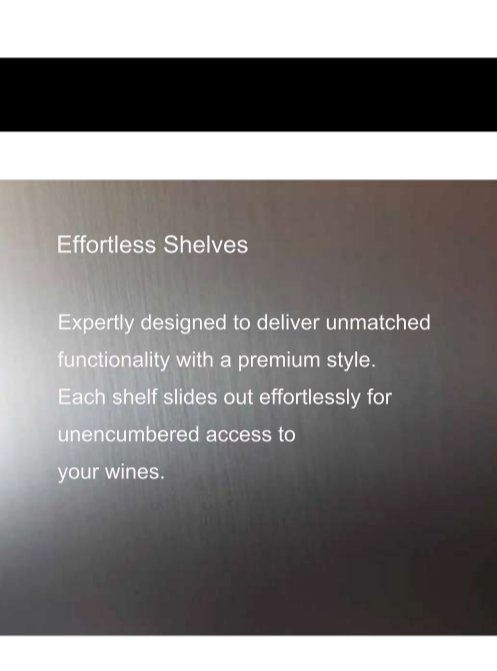 Effortless Shelves
Expertly designed to deliver unmatched
functionality with a premium style.
Each shelf slides out effortlessly for
unencumbered access to
your wines.